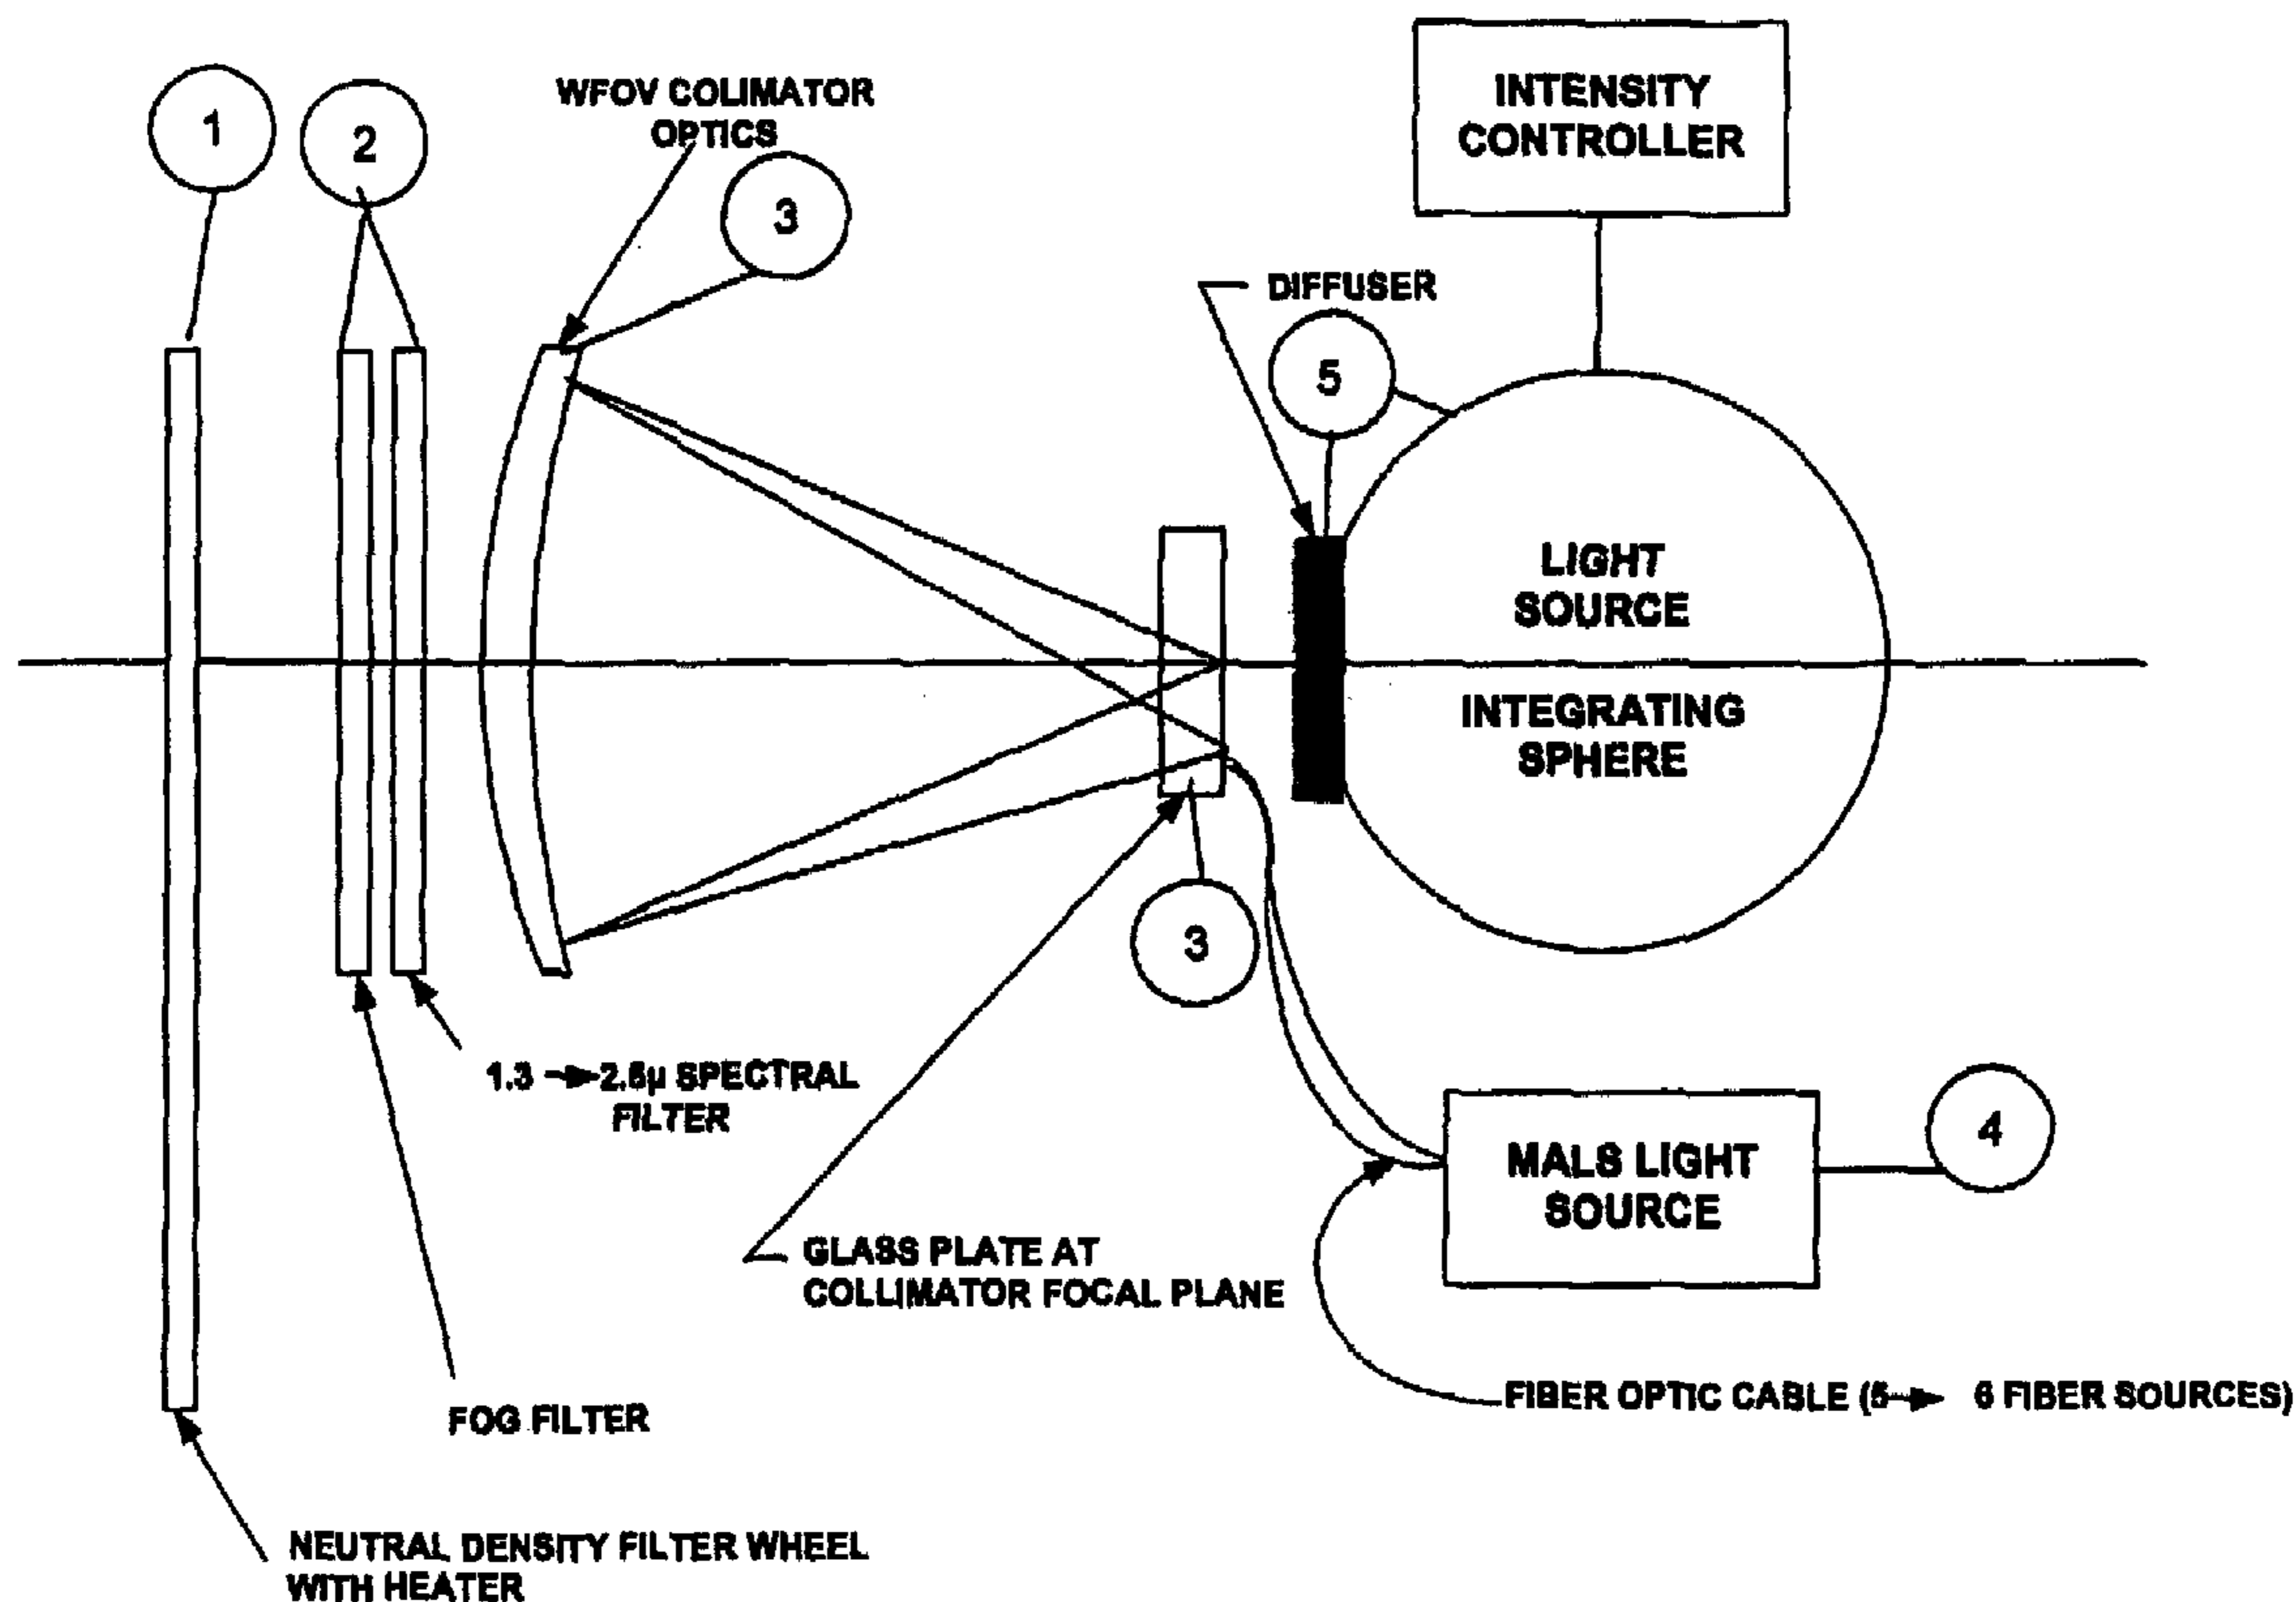 1
2
WFOV COLIMATOR
OPTICS
3
INTENSITY
CONTROLLER
DIFFUSER
5
LIGHT
SOURCE
INTEGRATING
SPHERE
3
1.3 → 2.5µ SPECTRAL
FILTER
MALS LIGHT
SOURCE
4
GLASS PLATE AT
COLLIMATOR FOCAL PLANE
FIBER OPTIC CABLE (5→ 6 FIBER SOURCES)
FOG FILTER
NEUTRAL DENSITY FILTER WHEEL
WITH HEATER